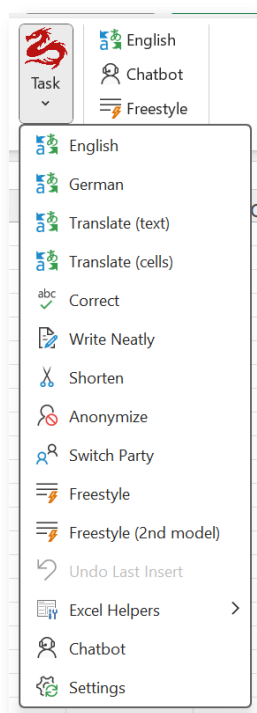 Task
English
Chatbot
Freestyle
English
German
Translate (text)
Translate (cells)
Correct
Write Neatly
Shorten
Anonymize
Switch Party
Freestyle
Freestyle (2nd model)
Undo Last Insert
Excel Helpers
Chatbot
Settings